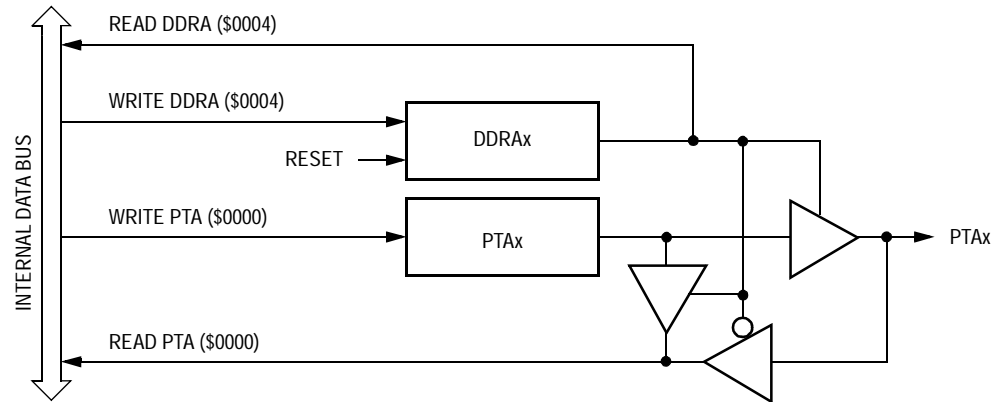 READ DDRA ($0004)
WRITE DDRA ($0004)
DDRAx
RESET
INTERNAL DATA BUS
WRITE PTA ($0000)
PTAx
PTAx
READ PTA ($0000)